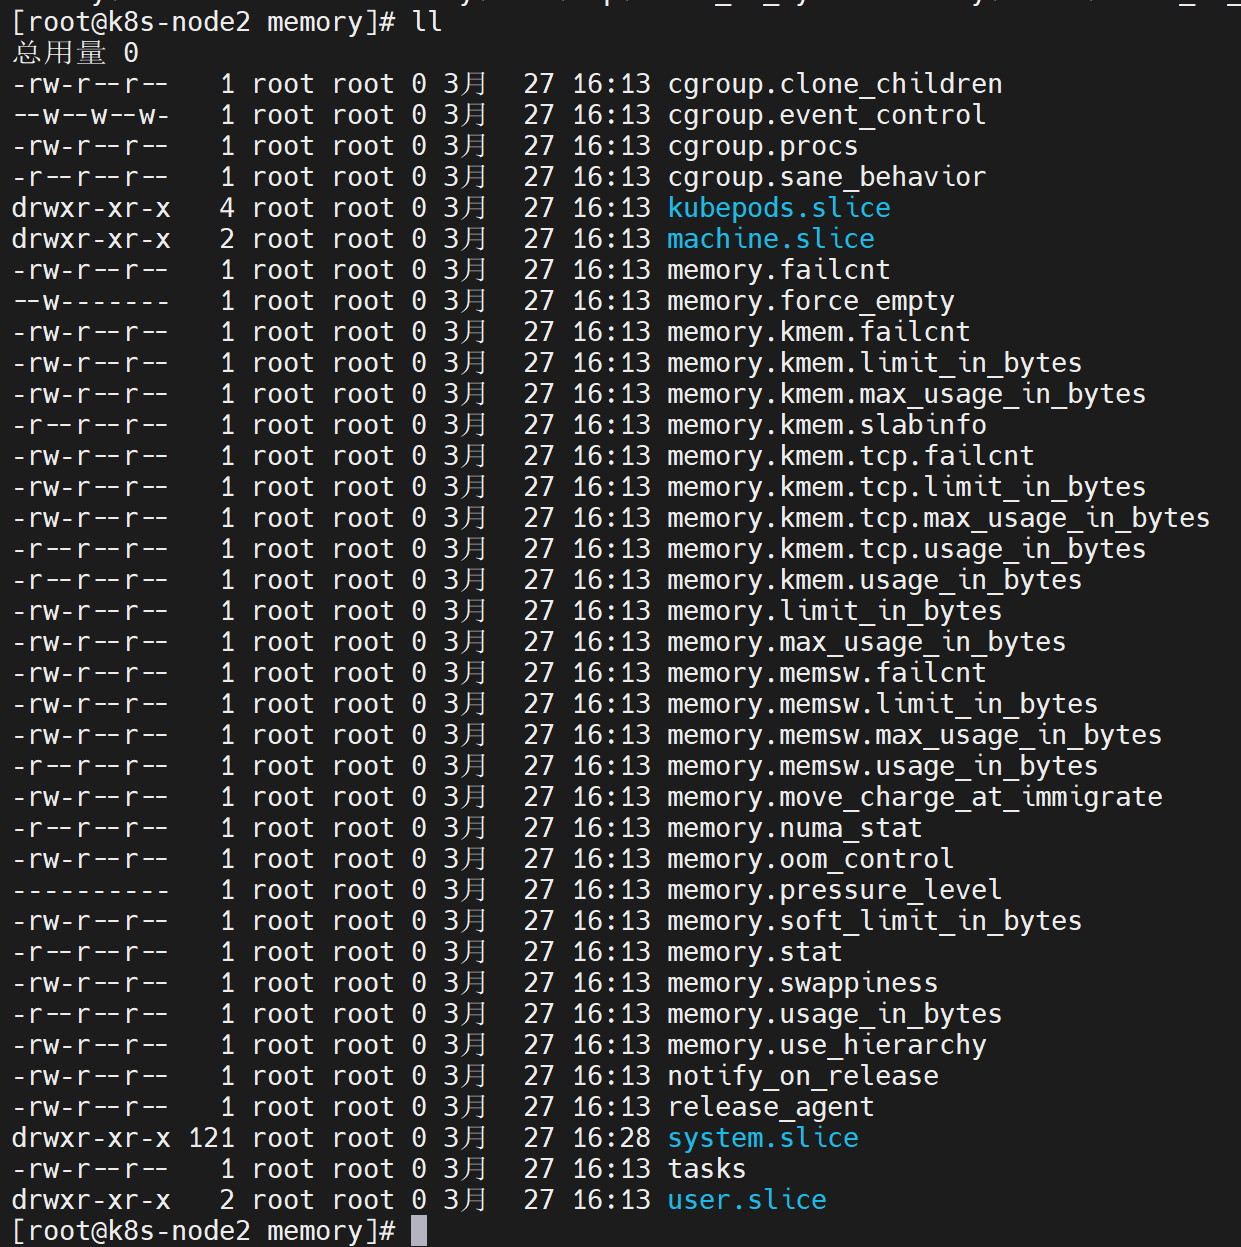 [root@k8s-node2 memory]# ll
总用量 0
-rw-r--r--   1 root root 0 3月  27 16:13 cgroup.clone_children
--w--w--w-   1 root root 0 3月  27 16:13 cgroup.event_control
-rw-r--r--   1 root root 0 3月  27 16:13 cgroup.procs
-r--r--r--   1 root root 0 3月  27 16:13 cgroup.sane_behavior
drwxr-xr-x   4 root root 0 3月  27 16:13 kubepods.slice
drwxr-xr-x   2 root root 0 3月  27 16:13 machine.slice
-rw-r--r--   1 root root 0 3月  27 16:13 memory.failcnt
--w-------   1 root root 0 3月  27 16:13 memory.force_empty
-rw-r--r--   1 root root 0 3月  27 16:13 memory.kmem.failcnt
-rw-r--r--   1 root root 0 3月  27 16:13 memory.kmem.limit_in_bytes
-rw-r--r--   1 root root 0 3月  27 16:13 memory.kmem.max_usage_in_bytes
-r--r--r--   1 root root 0 3月  27 16:13 memory.kmem.slabinfo
-rw-r--r--   1 root root 0 3月  27 16:13 memory.kmem.tcp.failcnt
-rw-r--r--   1 root root 0 3月  27 16:13 memory.kmem.tcp.limit_in_bytes
-rw-r--r--   1 root root 0 3月  27 16:13 memory.kmem.tcp.max_usage_in_bytes
-r--r--r--   1 root root 0 3月  27 16:13 memory.kmem.tcp.usage_in_bytes
-r--r--r--   1 root root 0 3月  27 16:13 memory.kmem.usage_in_bytes
-rw-r--r--   1 root root 0 3月  27 16:13 memory.limit_in_bytes
-rw-r--r--   1 root root 0 3月  27 16:13 memory.max_usage_in_bytes
-rw-r--r--   1 root root 0 3月  27 16:13 memory.memsw.failcnt
-rw-r--r--   1 root root 0 3月  27 16:13 memory.memsw.limit_in_bytes
-rw-r--r--   1 root root 0 3月  27 16:13 memory.memsw.max_usage_in_bytes
-r--r--r--   1 root root 0 3月  27 16:13 memory.memsw.usage_in_bytes
-rw-r--r--   1 root root 0 3月  27 16:13 memory.move_charge_at_immigrate
-r--r--r--   1 root root 0 3月  27 16:13 memory.numa_stat
-rw-r--r--   1 root root 0 3月  27 16:13 memory.oom_control
----------   1 root root 0 3月  27 16:13 memory.pressure_level
-rw-r--r--   1 root root 0 3月  27 16:13 memory.soft_limit_in_bytes
-r--r--r--   1 root root 0 3月  27 16:13 memory.stat
-rw-r--r--   1 root root 0 3月  27 16:13 memory.swappiness
-r--r--r--   1 root root 0 3月  27 16:13 memory.usage_in_bytes
-rw-r--r--   1 root root 0 3月  27 16:13 memory.use_hierarchy
-rw-r--r--   1 root root 0 3月  27 16:13 notify_on_release
-rw-r--r--   1 root root 0 3月  27 16:13 release_agent
drwxr-xr-x 121 root root 0 3月  27 16:28 system.slice
-rw-r--r--   1 root root 0 3月  27 16:13 tasks
drwxr-xr-x   2 root root 0 3月  27 16:13 user.slice
[root@k8s-node2 memory]#